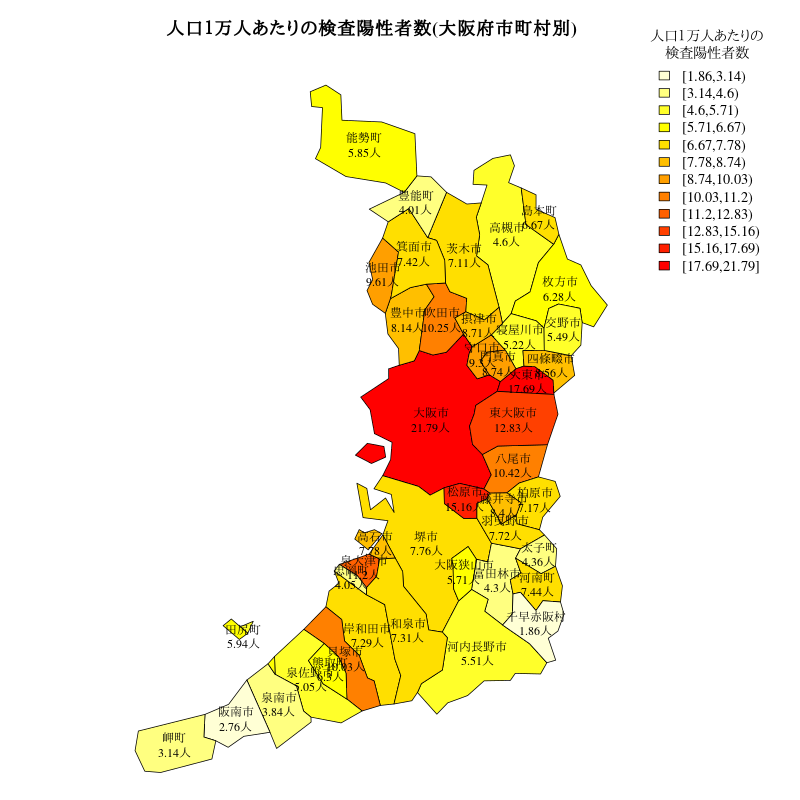 人口1万人あたりの検査陽性者数(大阪府市町村別)
人口1万人あたりの
検査陽性者数
[1.86,3.14)
[3.14,4.6)
[4.6,5.71)
[5.71,6.67)
[6.67,7.78)
[7.78,8.74)
[8.74,10.03)
[10.03,11.2)
[11.2,12.83)
[12.83,15.16)
[15.16,17.69)
[17.69,21.79]
能勢町
5.85人
豊能町
4.01人
島本町
6.67人
高槻市
4.6人
箕面市
7.42人
茨木市
7.11人
池田市
9.61人
枚方市
6.28人
豊中市
8.14人
吹田市
10.25人
摂津市
8.71人
寝屋川市
5.22人
交野市
5.49人
守口市
門真市
8.74人
四條畷市
大東市
17.69人
大阪市
21.79人
東大阪市
12.83人
八尾市
10.42人
松原市
15.16人
藤井寺市
8.4人
柏原市
7.17人
羽曳野市
7.72人
高石市
7.78人
堺市
7.76人
太子町
4.36人
泉大津市
11.2人
忠岡町
4.05人
大阪狭山市
5.71人
富田林市
4.3人
河南町
7.44人
千早赤阪村
1.86人
田尻町
5.94人
岸和田市
7.29人
和泉市
7.31人
河内長野市
5.51人
貝塚市
10.03人
熊取町
泉佐野市
5.05人
泉南市
3.84人
阪南市
2.76人
岬町
3.14人